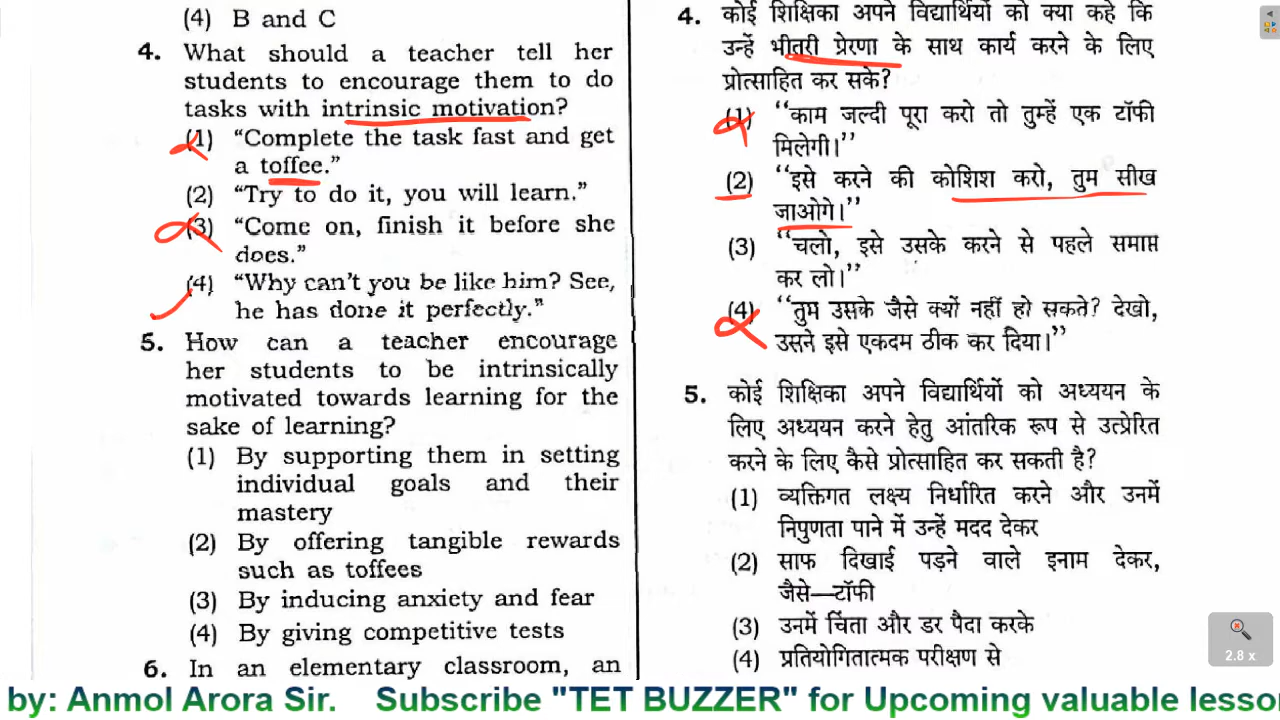 (4) B and C
4. What should a teacher tell her
students to encourage them to do
tasks with intrinsic motivation?
(1) "Complete the task fast and get
a toffee."
(2) "Try to do it, you will learn."
(3) "Come on, finish it before she
does."
(4) "Why can't you be like him? See,
he has done it perfectly."
5. How can a teacher encourage
her students to be intrinsically
motivated towards learning for the
sake of learning?
(1) By supporting them in setting
individual goals and their
mastery
(2) By offering tangible rewards
such as toffees
(3) By inducing anxiety and fear
(4) By giving competitive tests
6. In an elementary classroom, an
4. कोई शिक्षिका अपने विद्यार्थियों को क्या कहे कि
उन्हें भीतरी प्रेरणा के साथ कार्य करने के लिए
प्रोत्साहित कर सके?
(1) "काम जल्दी पूरा करो तो तुम्हें एक टॉफी
मिलेगी।"
(2) "इसे करने की कोशिश करो, तुम सीख
जाओगे।"
(3) "चलो, इसे उसके करने से पहले समाप्त
कर लो।"
(4) "तुम उसके जैसे क्यों नहीं हो सकते? देखो,
उसने इसे एकदम ठीक कर दिया।"
5. कोई शिक्षिका अपने विद्यार्थियों को अध्ययन के
लिए अध्ययन करने हेतु आंतरिक रूप से उत्प्रेरित
करने के लिए कैसे प्रोत्साहित कर सकती है?
(1) व्यक्तिगत लक्ष्य निर्धारित करने और उनमें
निपुणता पाने में उन्हें मदद देकर
(2) साफ दिखाई पड़ने वाले इनाम देकर,
जैसे—टॉफी
(3) उनमें चिंता और डर पैदा करके
(4) प्रतियोगितात्मक परीक्षण से
2.8 x
by: Anmol Arora Sir. Subscribe "TET BUZZER" for Upcoming valuable lesso